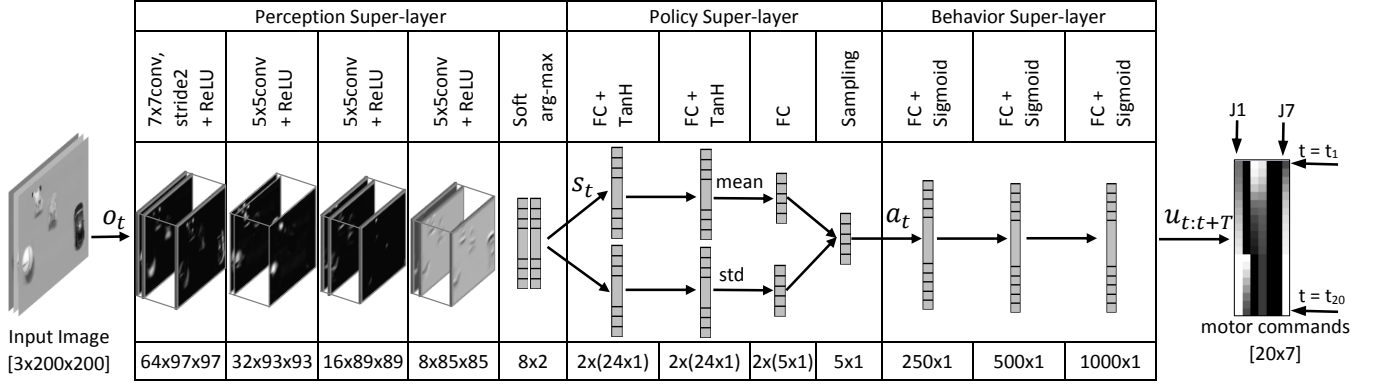 Perception Super-layer
Policy Super-layer
Behavior Super-layer
7x7conv,
stride2
+ ReLU
5x5conv
+ ReLU
5x5conv
+ ReLU
5x5conv
+ ReLU
Soft
arg-max
FC +
TanH
FC +
TanH
FC
Sampling
FC +
Sigmoid
FC +
Sigmoid
FC +
Sigmoid
J1
J7
t = t₁
o_t
s_t
mean
std
a_t
u_{t:t+T}
t = t₂₀
Input Image
[3x200x200]
motor commands
[20x7]
64x97x97
32x93x93
16x89x89
8x85x85
8x2
2x(24x1)
2x(24x1)
2x(5x1)
5x1
250x1
500x1
1000x1